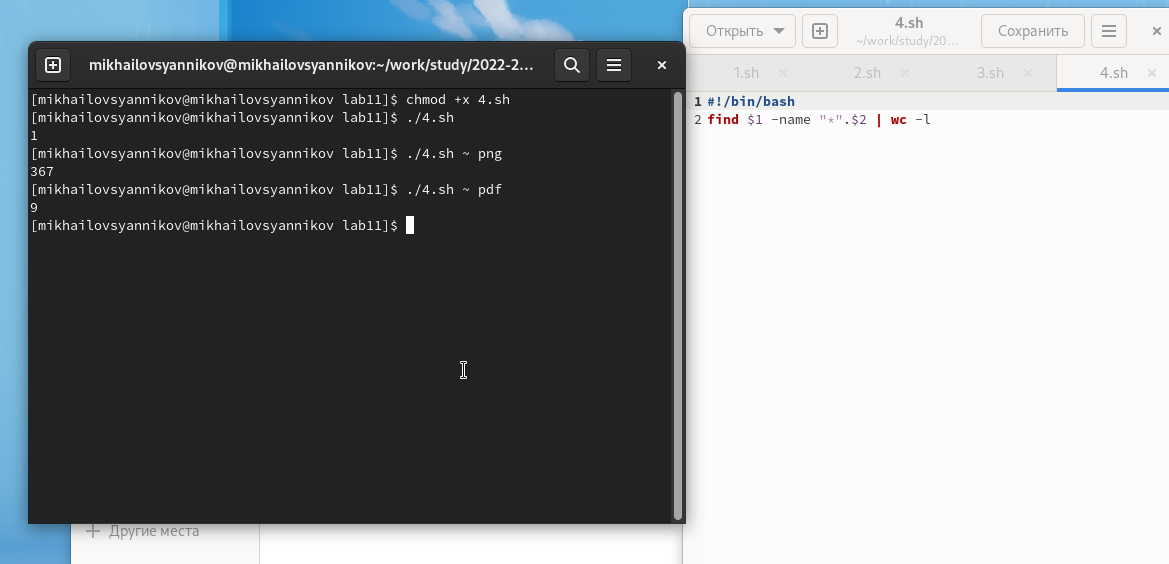 mikhailovsyannikov@mikhailovsyannikov:~/work/study/2022-2...
[mikhailovsyannikov@mikhailovsyannikov lab11]$ chmod +x 4.sh
[mikhailovsyannikov@mikhailovsyannikov lab11]$ ./4.sh
1
[mikhailovsyannikov@mikhailovsyannikov lab11]$ ./4.sh ~ png
367
[mikhailovsyannikov@mikhailovsyannikov lab11]$ ./4.sh ~ pdf
9
[mikhailovsyannikov@mikhailovsyannikov lab11]$
Другие места
Открыть
4.sh
~/work/study/20...
Сохранить
1.sh
2.sh
3.sh
4.sh
1 #!/bin/bash
2 find $1 -name "*".$2 | wc -l